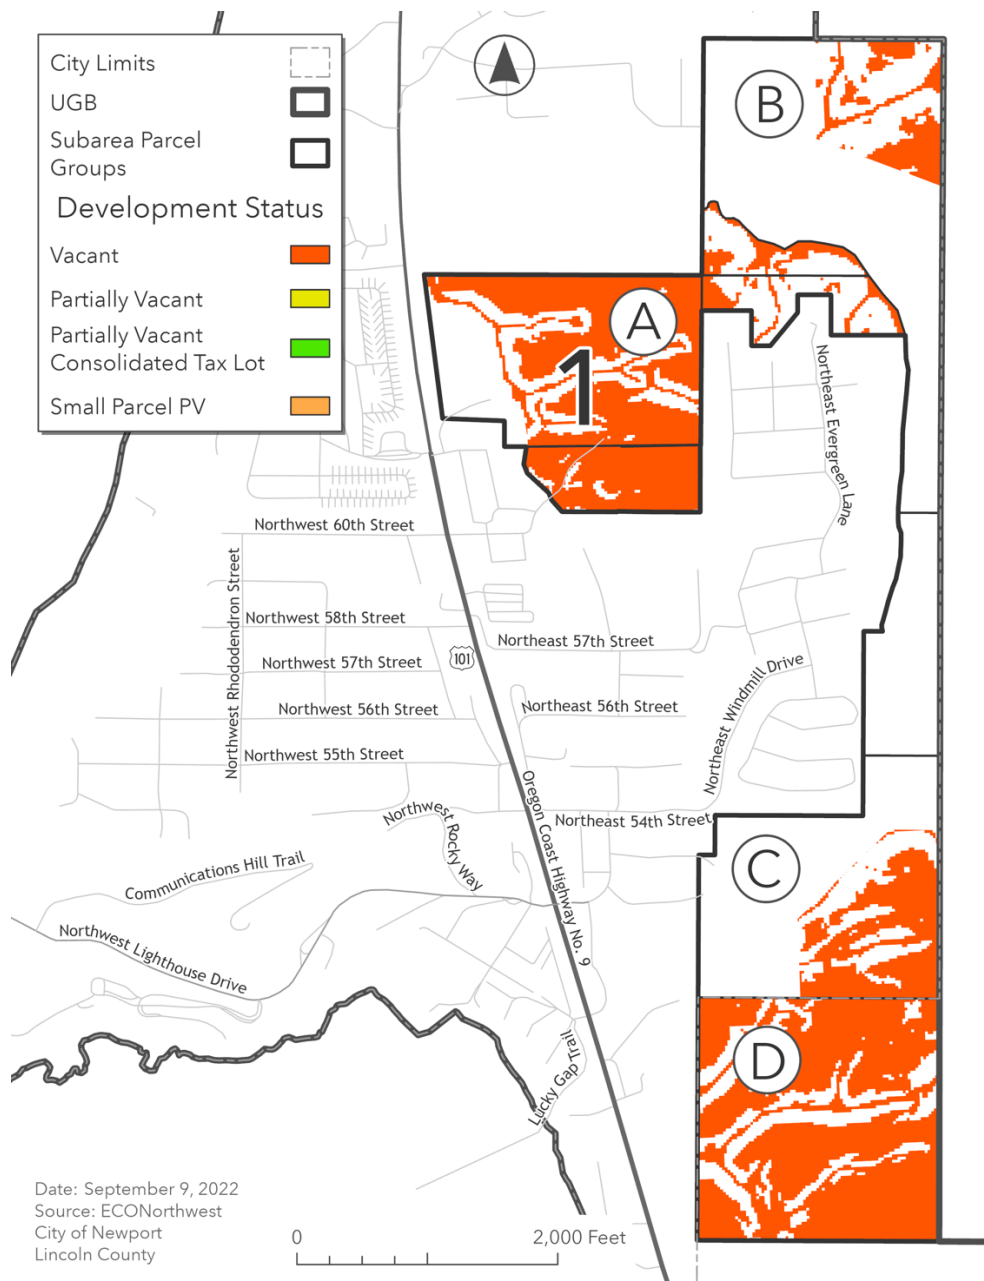 City Limits
UGB
Subarea Parcel
Groups
Development Status
Vacant
Partially Vacant
Partially Vacant
Consolidated Tax Lot
Small Parcel PV
B
A
1
Northeast Evergreen Lane
Northwest 60th Street
Northwest Rhododendron Street
Northwest 58th Street
Northeast 57th Street
101
Northwest 57th Street
Northeast Windmill Drive
Northwest 56th Street
Northeast 56th Street
Northwest 55th Street
Oregon Coast Highway No. 9
Northwest Rocky Way
Northeast 54th Street
C
Communications Hill Trail
Northwest Lighthouse Drive
D
Lucky Gap Trail
Date: September 9, 2022
Source: ECONorthwest
City of Newport
Lincoln County
0 2,000 Feet